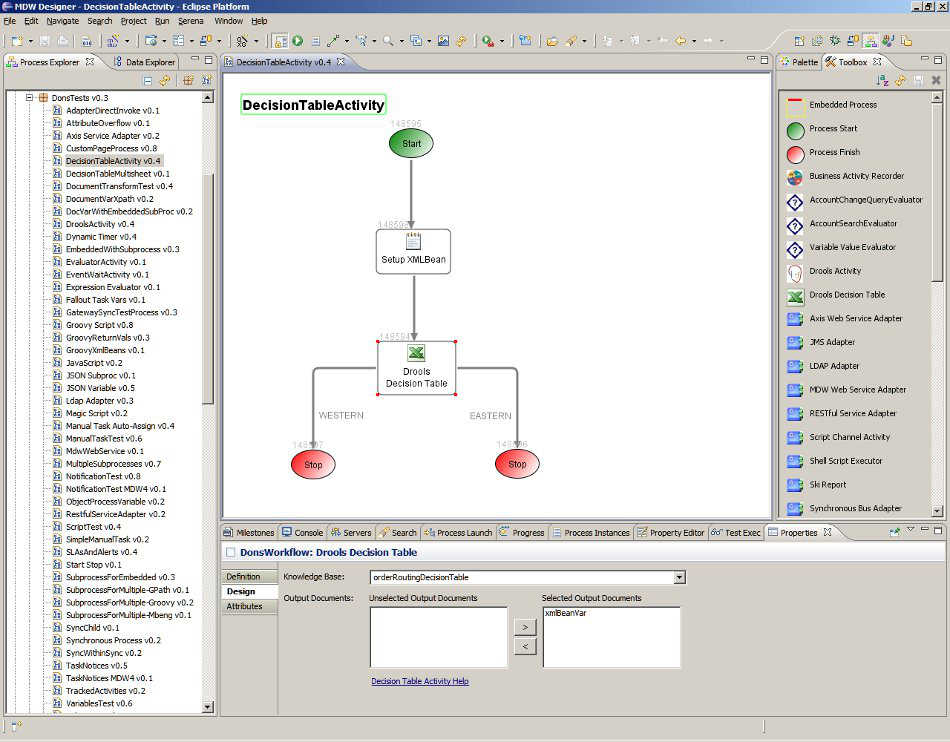 MDW Designer - DecisionTableActivity - Eclipse Platform
File Edit Navigate Search Project Run Serena Window Help
Process Explorer
Data Explorer
DonsTests v0.3
AdapterDirectInvoke v0.1
AttributeOverflow v0.1
Axis Service Adapter v0.2
CustomPageProcess v0.8
DecisionTableActivity v0.4
DecisionTableMultisheet v0.1
DocumentTransformTest v0.4
DocumentVarXpath v0.2
DocVarWithEmbeddedSubProc v0.2
DroolsActivity v0.4
Dynamic Timer v0.4
EmbeddedWithSubprocess v0.3
EvaluatorActivity v0.1
EventWaitActivity v0.1
Expression Evaluator v0.1
Fallout Task Vars v0.1
GatewaySyncTestProcess v0.3
Groovy Script v0.8
GroovyReturnVals v0.3
GroovyXmlBeans v0.1
JavaScript v0.2
JSON Subproc v0.1
JSON Variable v0.5
Ldap Adapter v0.3
Magic Script v0.2
Manual Task Auto-Assign v0.4
ManualTaskTest v0.6
MdwWebService v0.1
MultipleSubprocesses v0.7
NotificationTest v0.8
NotificationTest MDW4 v0.1
ObjectProcessVariable v0.2
RestfulServiceAdapter v0.2
ScriptTest v0.4
SimpleManualTask v0.2
SLAsAndAlerts v0.4
Start Stop v0.1
SubprocessForEmbedded v0.3
SubprocessForMultiple-GPath v0.1
SubprocessForMultiple-Groovy v0.2
SubprocessForMultiple-Mbeng v0.1
SyncChild v0.1
Synchronous Process v0.2
SyncWithinSync v0.2
TaskNotices v0.5
TaskNotices MDW4 v0.1
TrackedActivities v0.2
VariablesTest v0.6
DecisionTableActivity v0.4
DecisionTableActivity
148595
Start
Setup XMLBean
148594
Drools
Decision Table
WESTERN
EASTERN
Stop
Stop
Palette
Toolbox
Embedded Process
Process Start
Process Finish
Business Activity Recorder
AccountChangeQueryEvaluator
AccountSearchEvaluator
Variable Value Evaluator
Drools Activity
Drools Decision Table
Axis Web Service Adapter
JMS Adapter
LDAP Adapter
MDW Web Service Adapter
RESTful Service Adapter
Script Channel Activity
Shell Script Executor
Ski Report
Synchronous Bus Adapter
Milestones
Console
Servers
Search
Process Launch
Progress
Process Instances
Property Editor
Test Exec
Properties
DonsWorkflow: Drools Decision Table
Definition
Design
Attributes
Knowledge Base:
orderRoutingDecisionTable
Output Documents:
Unselected Output Documents
Selected Output Documents
xmlBeanVar
>
<
Decision Table Activity Help